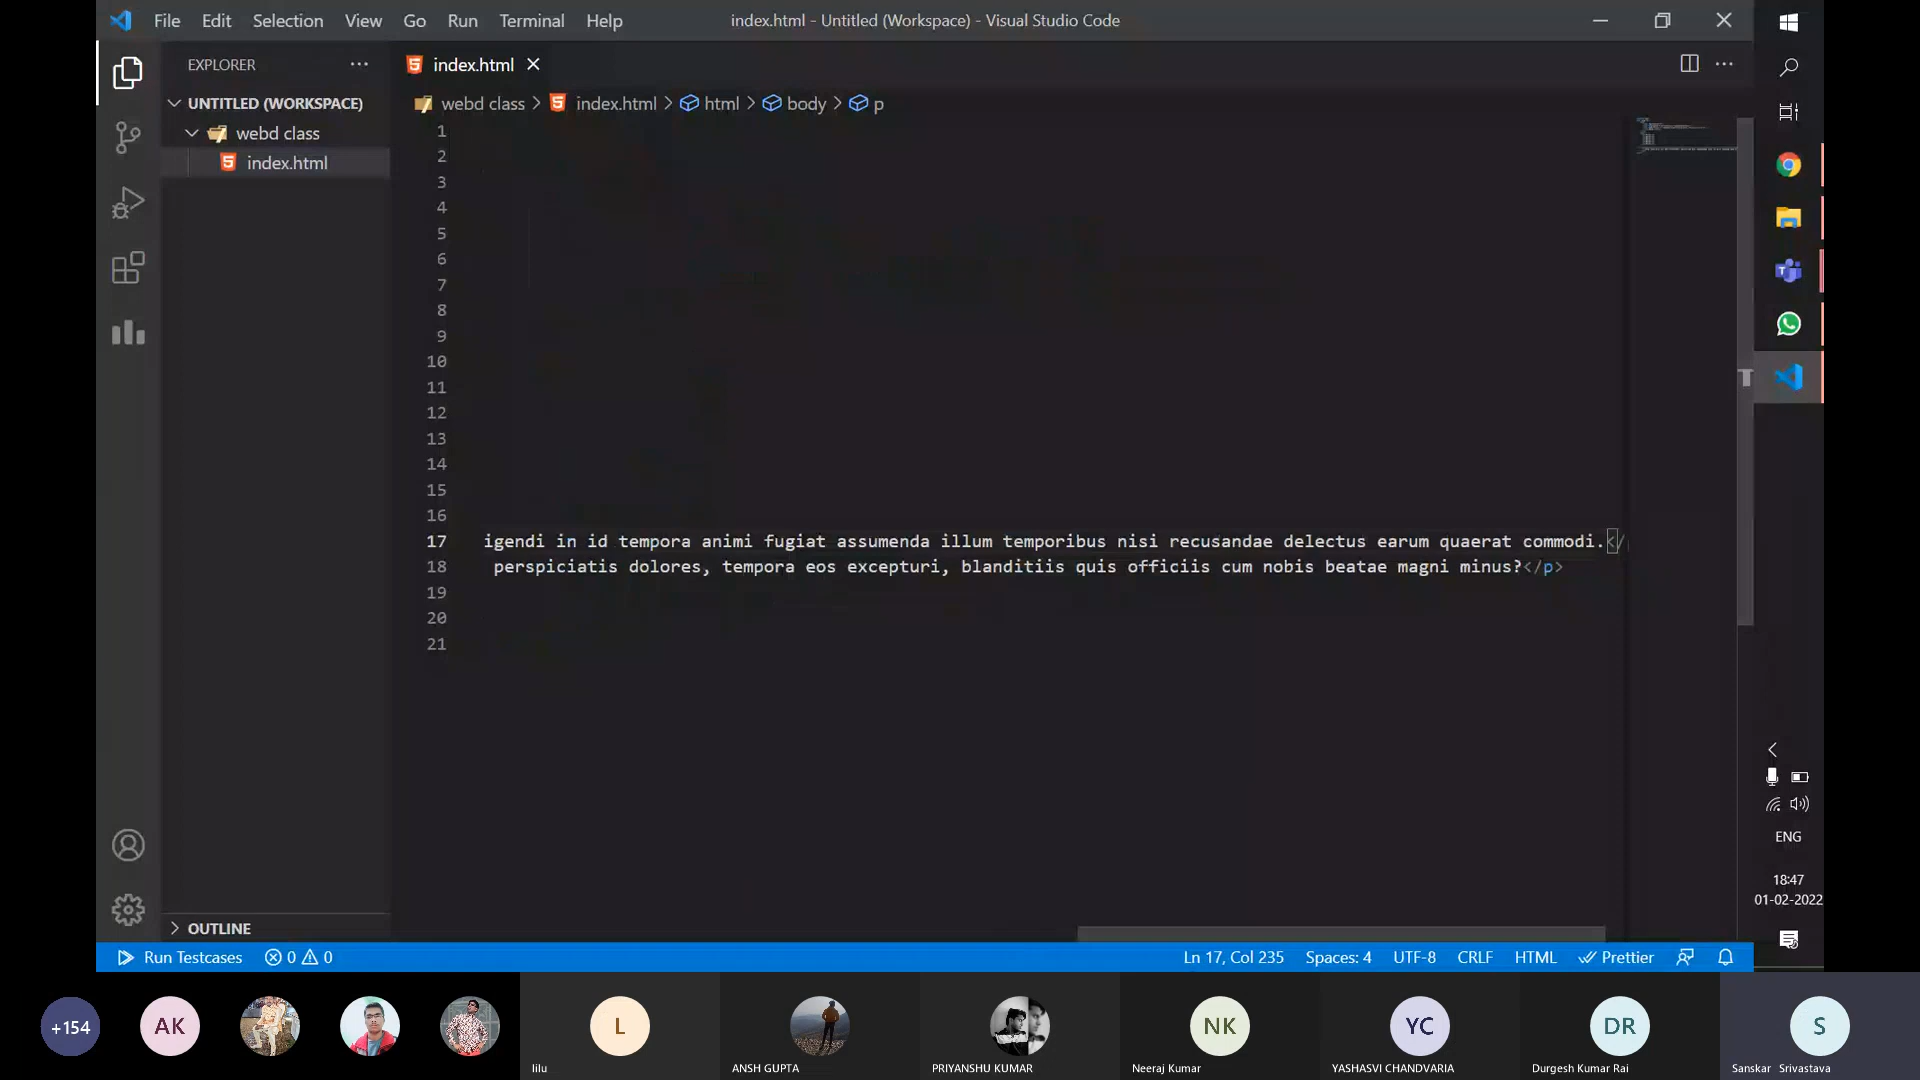 File Edit Selection View Go Run Terminal Help
index.html - Untitled (Workspace) - Visual Studio Code
EXPLORER
index.html
UNTITLED (WORKSPACE)
webd class
index.html
webd class > index.html > html > body > p
1
2
3
4
5
6
7
8
9
10
11
12
13
14
15
16
17 igendi in id tempora animi fugiat assumenda illum temporibus nisi recusandae delectus earum quaerat commodi.</
18 perspiciatis dolores, tempora eos excepturi, blanditiis quis officiis cum nobis beatae magni minus?</p>
19
20
21
OUTLINE
Run Testcases 0 0
Ln 17, Col 235 Spaces: 4 UTF-8 CRLF HTML Prettier
ENG
18:47
01-02-2022
+154
AK
L
NK
YC
DR
S
lilu
ANSH GUPTA
PRIYANSHU KUMAR
Neeraj Kumar
YASHASVI CHANDVARIA
Durgesh Kumar Rai
Sanskar Srivastava